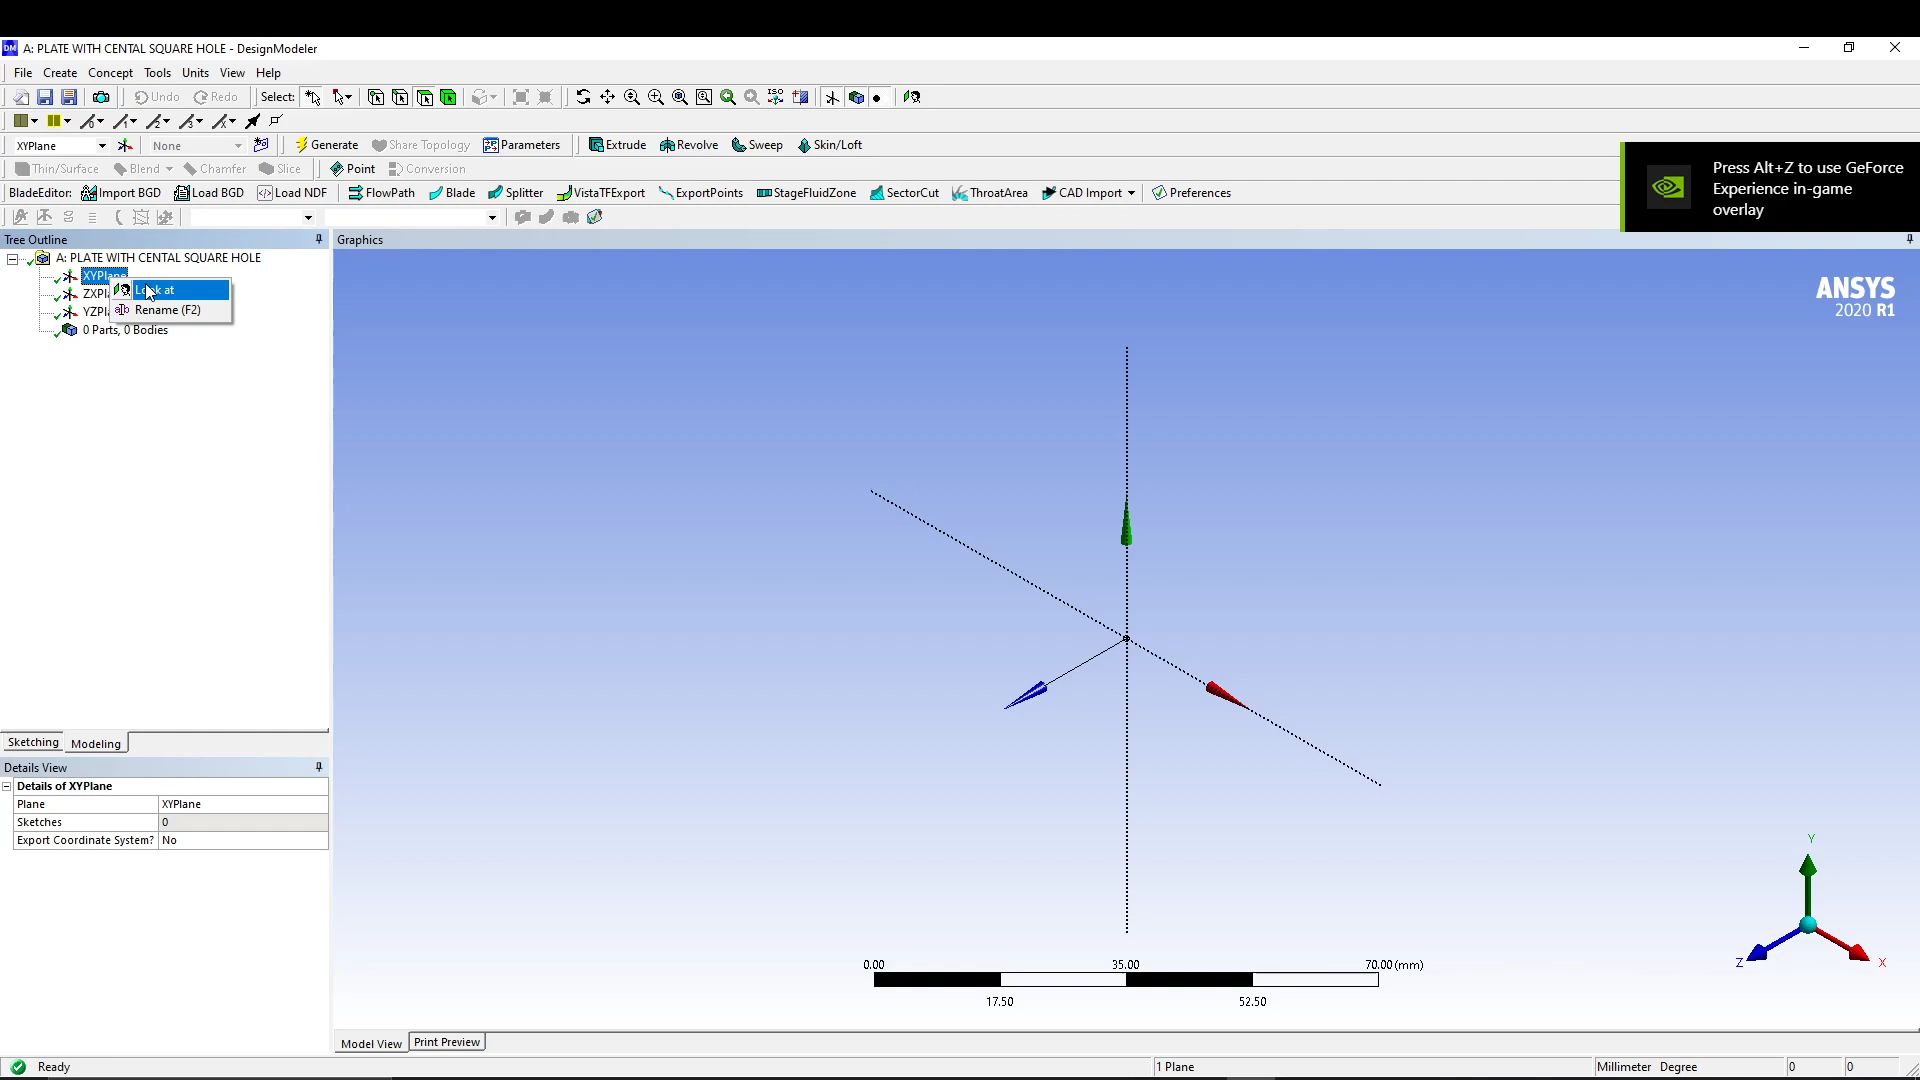 A: PLATE WITH CENTAL SQUARE HOLE - DesignModeler
File Create Concept Tools Units View Help
Undo Redo Select: ISO
XYPlane None Generate Share Topology Parameters Extrude Revolve Sweep Skin/Loft
Thin/Surface Blend Chamfer Slice Point Conversion
BladeEditor: Import BGD Load BGD Load NDF FlowPath Blade Splitter VistaTFExport ExportPoints StageFluidZone SectorCut ThroatArea CAD Import Preferences
Press Alt+Z to use GeForce
Experience in-game
overlay
Tree Outline
Graphics
A: PLATE WITH CENTAL SQUARE HOLE
XYPlane
Look at
Rename (F2)
0 Parts, 0 Bodies
ANSYS
2020 R1
Sketching Modeling
Details View
Details of XYPlane
Plane XYPlane
Sketches 0
Export Coordinate System? No
Y
Z
X
0.00 35.00 70.00 (mm)
17.50 52.50
Model View Print Preview
Ready 1 Plane Millimeter Degree 0 0